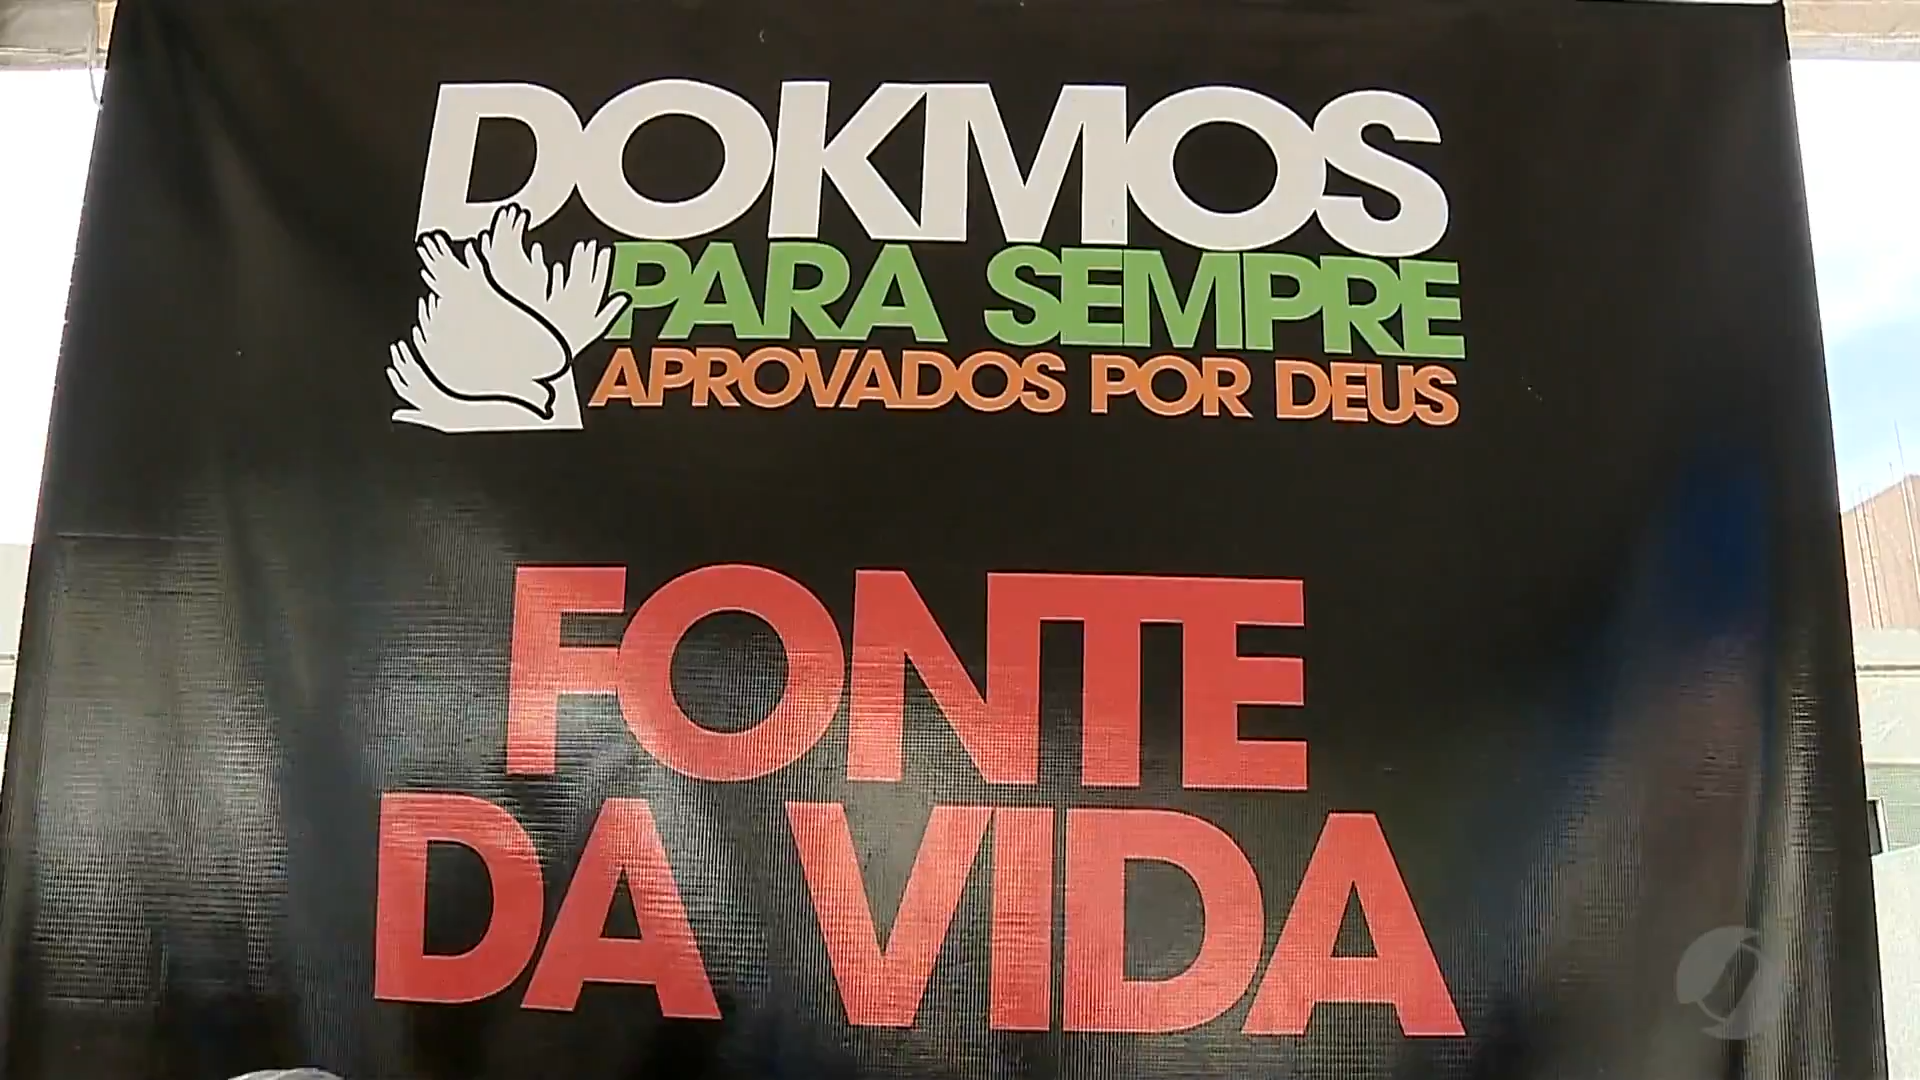 DOKMOS
PARA SEMPRE
APROVADOS POR DEUS
FONTE
DA VIDA